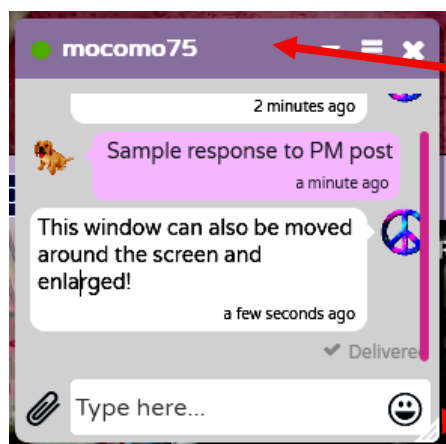 mocomo75
2 minutes ago
Sample response to PM post
a minute ago
This window can also be moved
around the screen and
enlarged!
a few seconds ago
Delivered
Type here...